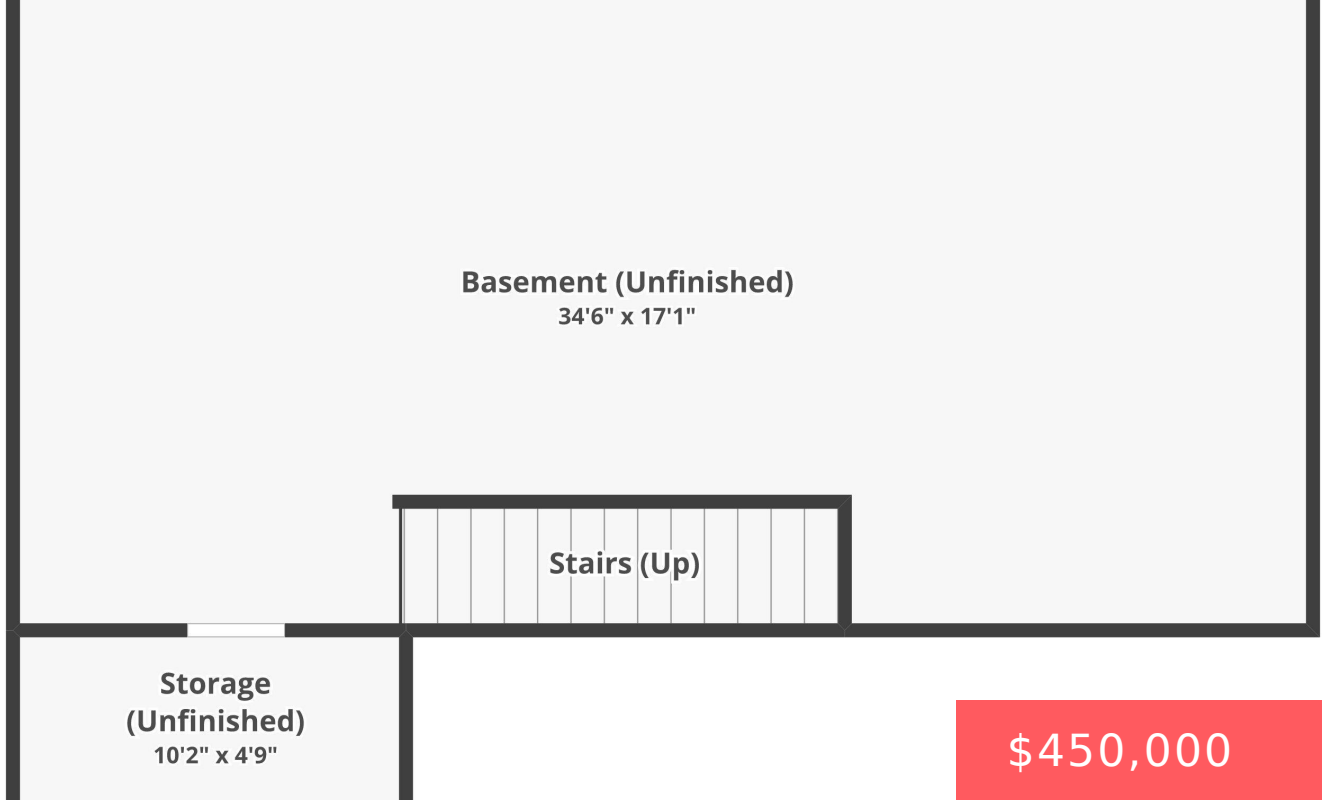 Basement (Unfinished)
34'6" x 17'1"
Stairs (Up)
Storage
(Unfinished)
10'2" x 4'9"
$450,000